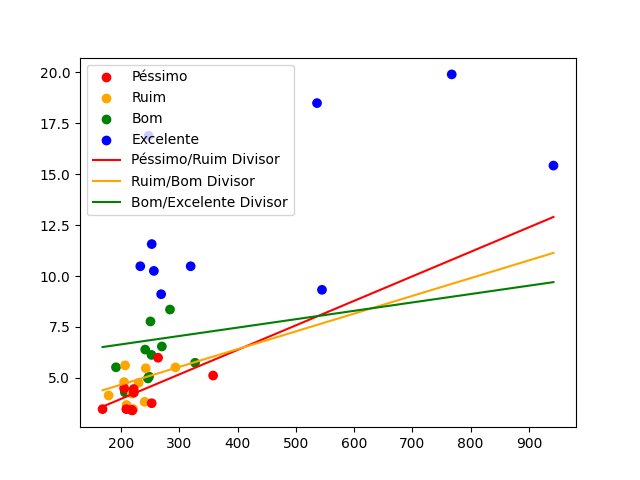 20.0
17.5
15.0
12.5
10.0
7.5
5.0
Péssimo
Ruim
Bom
Excelente
Péssimo/Ruim Divisor
Ruim/Bom Divisor
Bom/Excelente Divisor
200 300 400 500 600 700 800 900